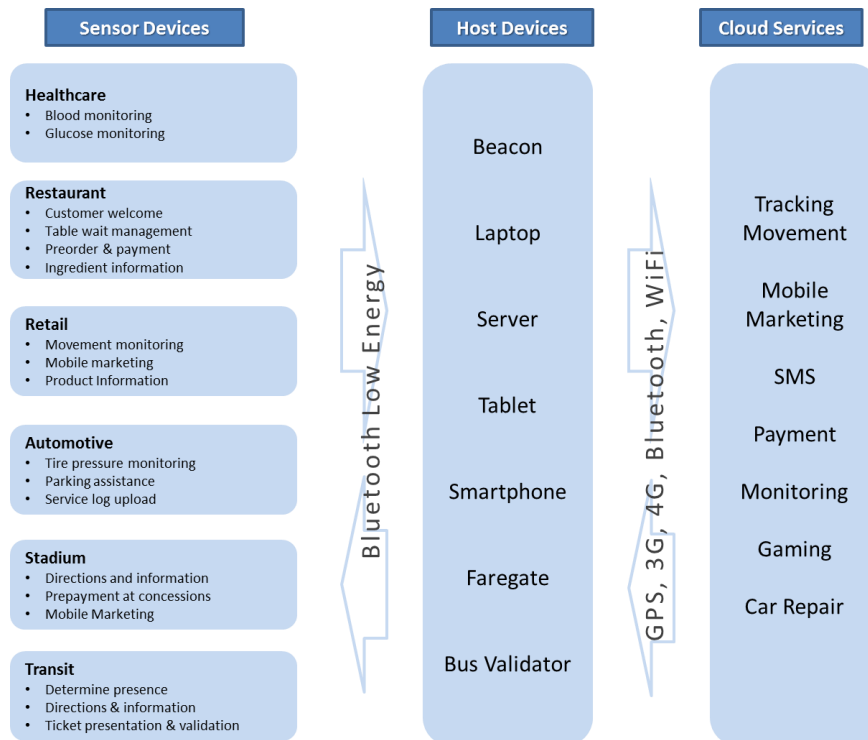 Sensor Devices
Healthcare
• Blood monitoring
• Glucose monitoring
Restaurant
• Customer welcome
• Table wait management
• Preorder & payment
• Ingredient information
Retail
• Movement monitoring
• Mobile marketing
• Product Information
Automotive
• Tire pressure monitoring
• Parking assistance
• Service log upload
Stadium
• Directions and information
• Prepayment at concessions
• Mobile Marketing
Transit
• Determine presence
• Directions & information
• Ticket presentation & validation
Bluetooth Low Energy
Host Devices
Beacon
Laptop
Server
Tablet
Smartphone
Faregate
Bus Validator
GPS, 3G, 4G, Bluetooth, WiFi
Cloud Services
Tracking
Movement
Mobile
Marketing
SMS
Payment
Monitoring
Gaming
Car Repair